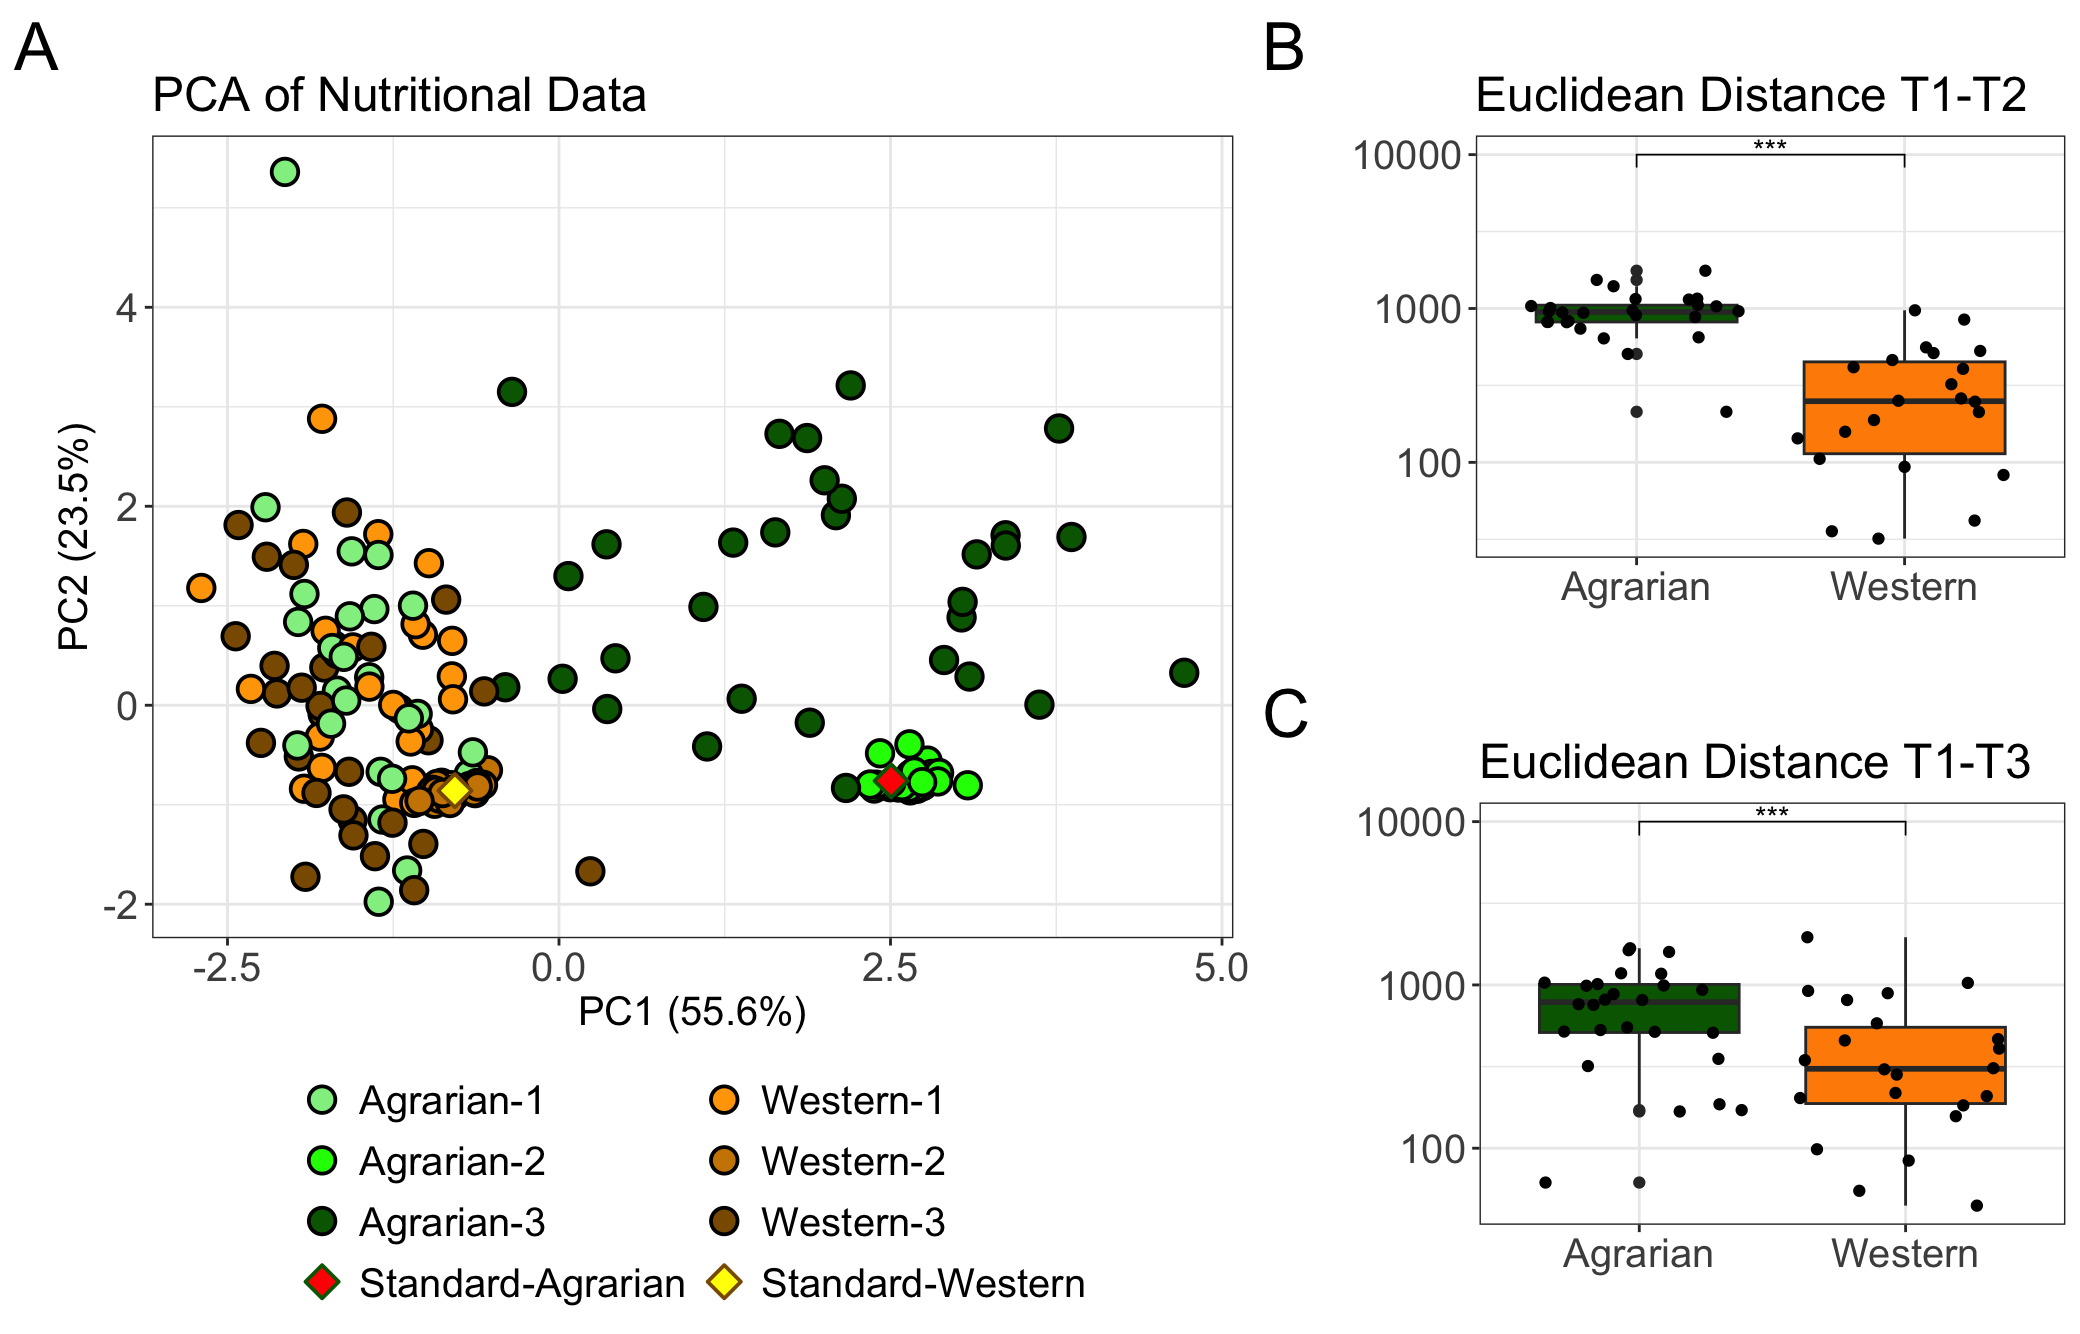 A
PCA of Nutritional Data
4
2
0
-2
PC2 (23.5%)
-2.5 0.0 2.5 5.0
PC1 (55.6%)
Agrarian-1 Western-1
Agrarian-2 Western-2
Agrarian-3 Western-3
Standard-Agrarian Standard-Western
B
Euclidean Distance T1-T2
***
10000
1000
100
Agrarian Western
C
Euclidean Distance T1-T3
***
10000
1000
100
Agrarian Western